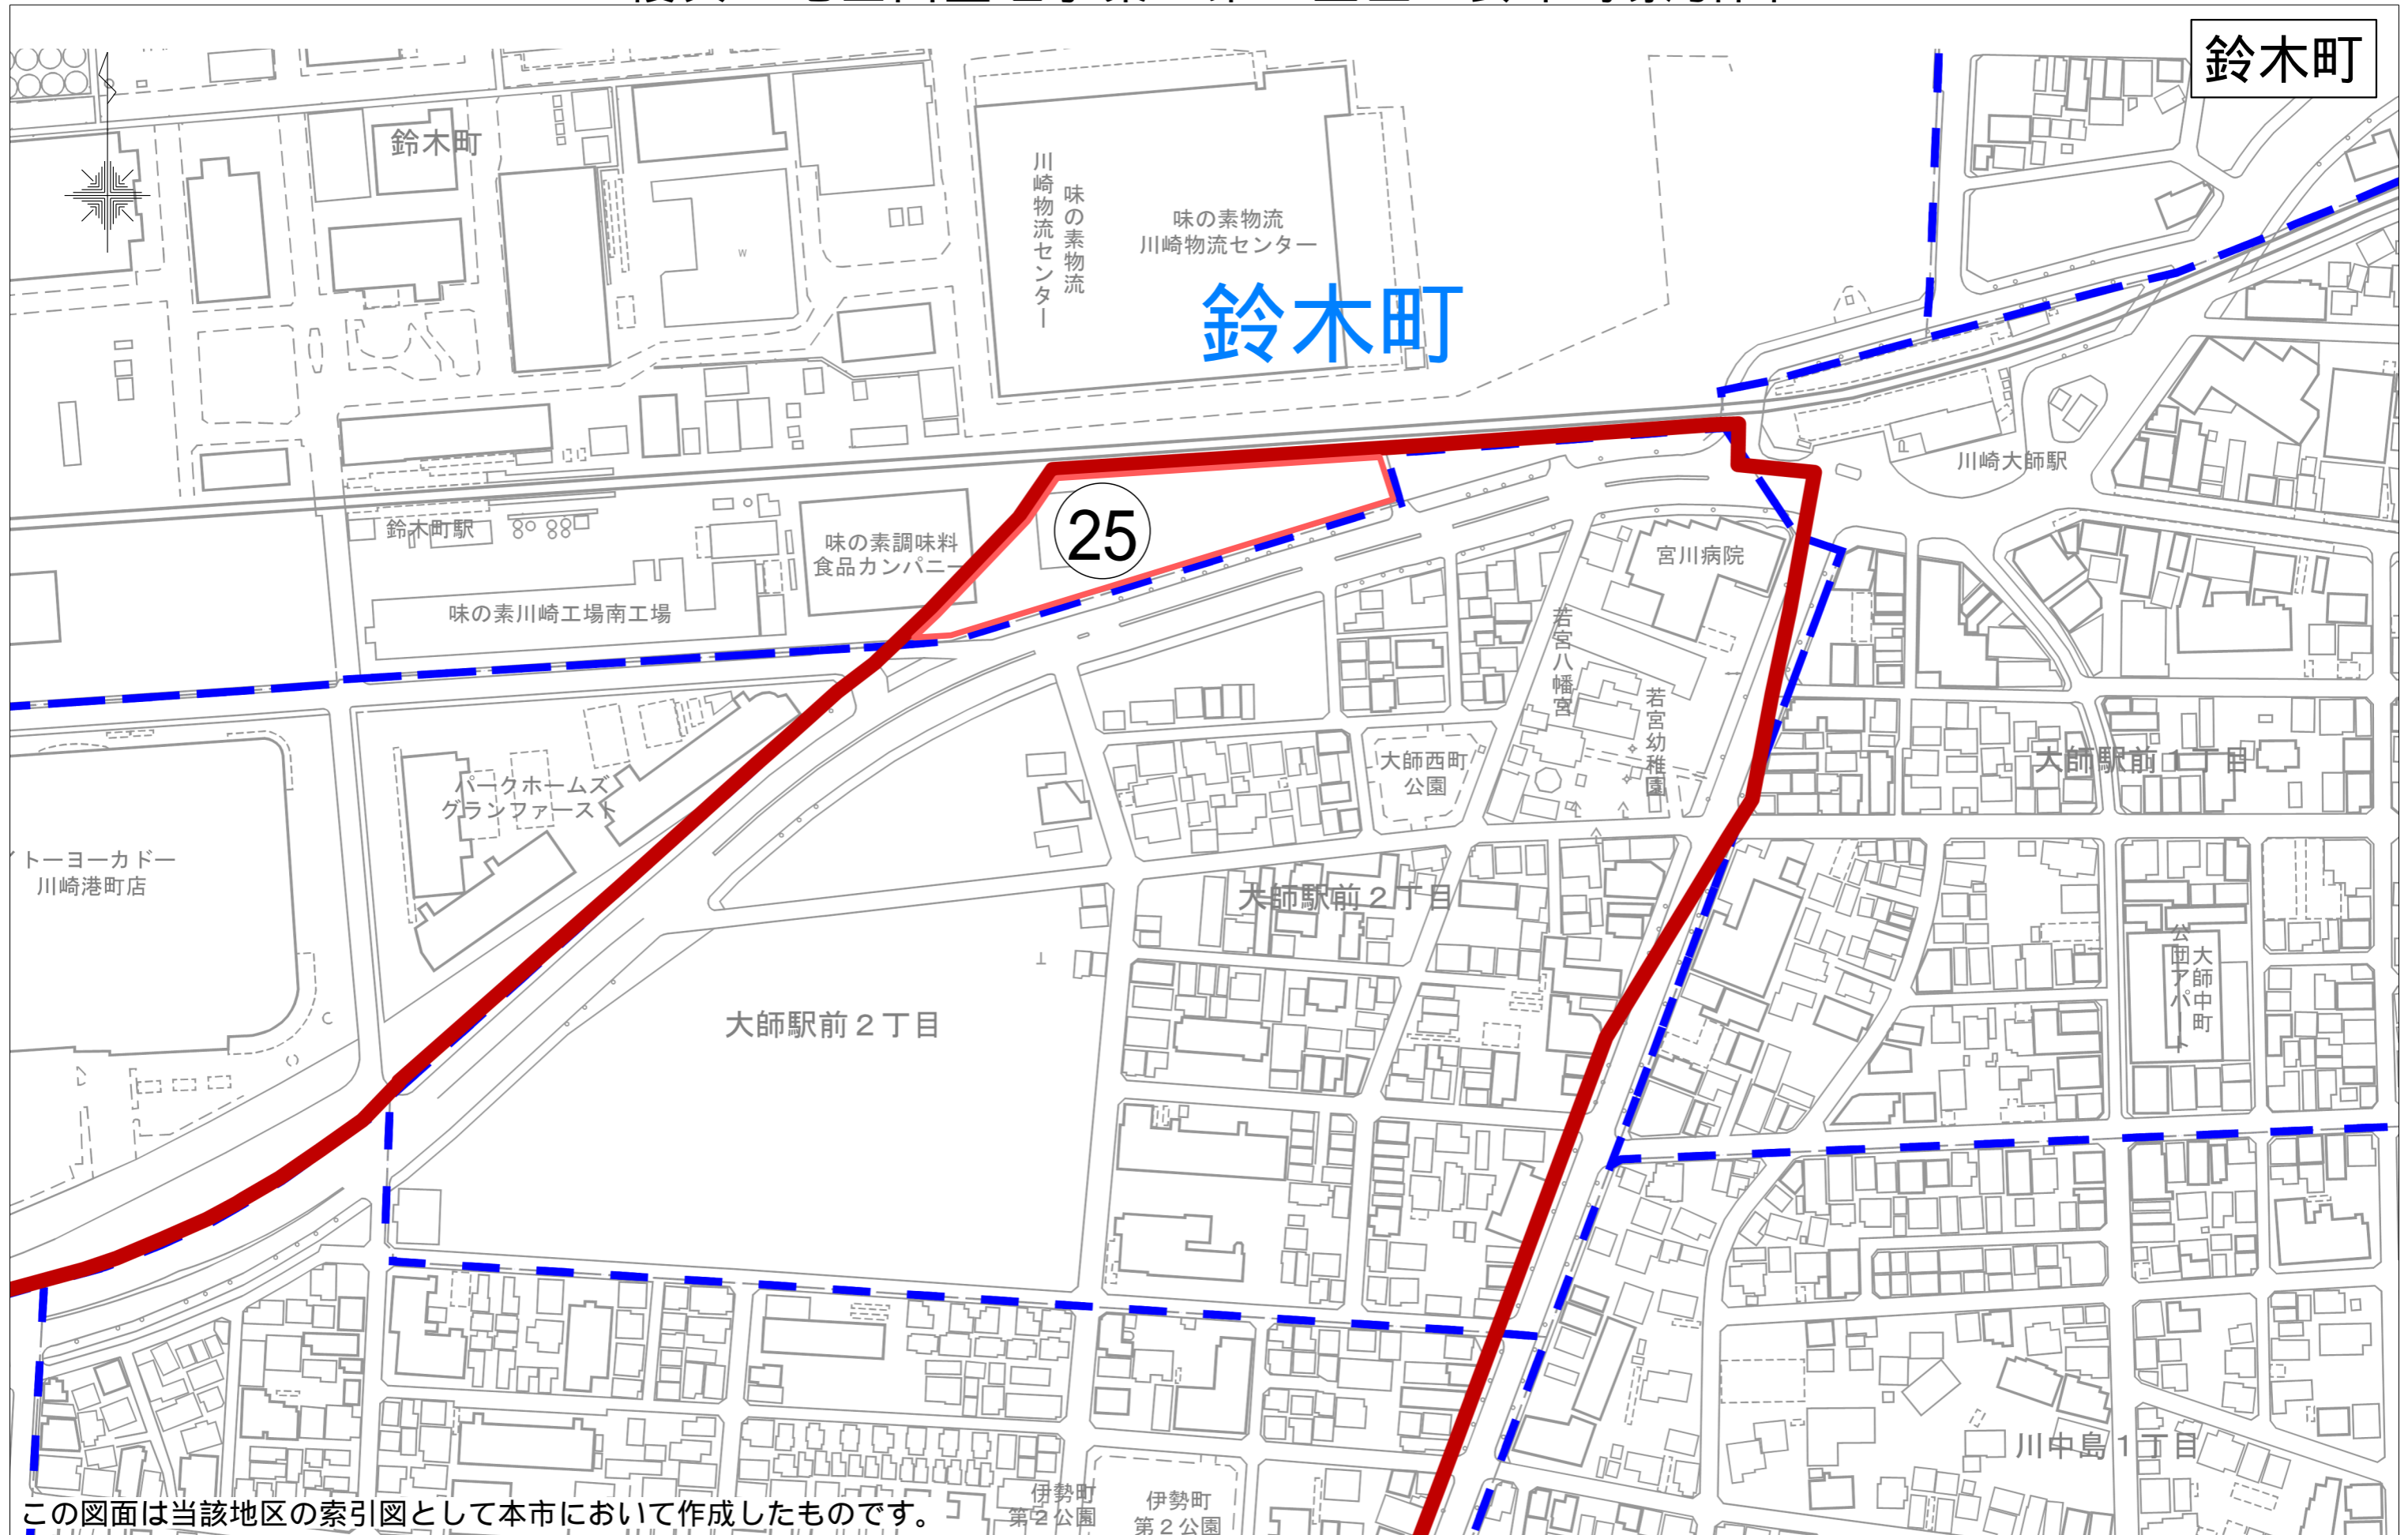 鈴木町
鈴木町
川崎物流センター
味の素物流
味の素物流
川崎物流センター
鈴木町
W
川崎大師駅
鈴木町駅
25
味の素調味料
食品カンパニー
宮川病院
味の素川崎工場南工場
若宮八幡宮
若宮幼稚園
大師西町
公園
大師駅前1丁目
パークホームズ
グランファースト
トーヨーカドー
川崎港町店
大師駅前2丁目
大師中町
公団アパート
大師駅前2丁目
川中島1丁目
伊勢町
第2公園
伊勢町
第2公園
この図面は当該地区の索引図として本市において作成したものです。